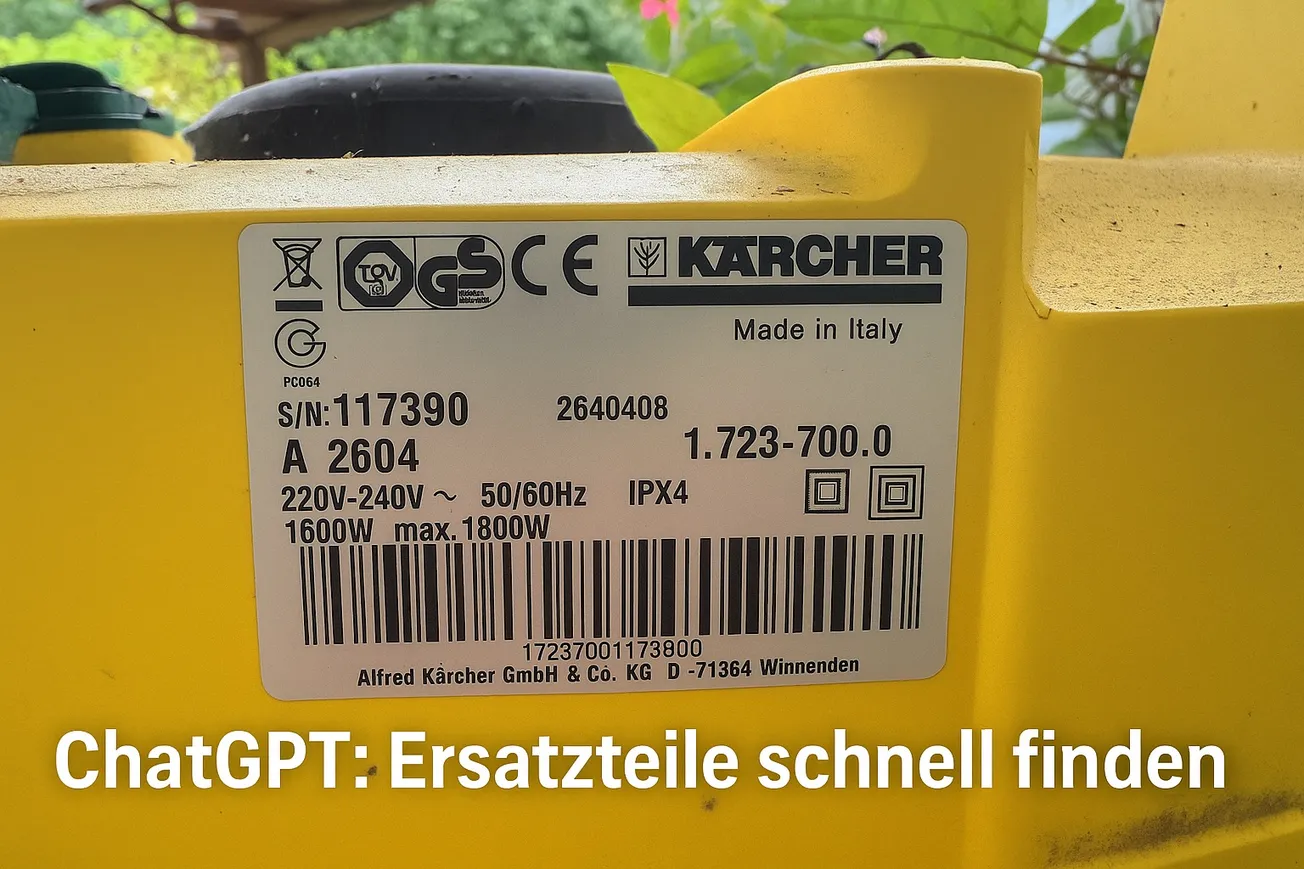 KÄRCHER
Made in Italy
PC064
S/N:117390 2640408
A 2604 1.723-700.0
220V-240V ~ 50/60Hz IPX4
1600W max.1800W
17237001173800
Alfred Kärcher GmbH & Co. KG D -71364 Winnenden
ChatGPT: Ersatzteile schnell finden